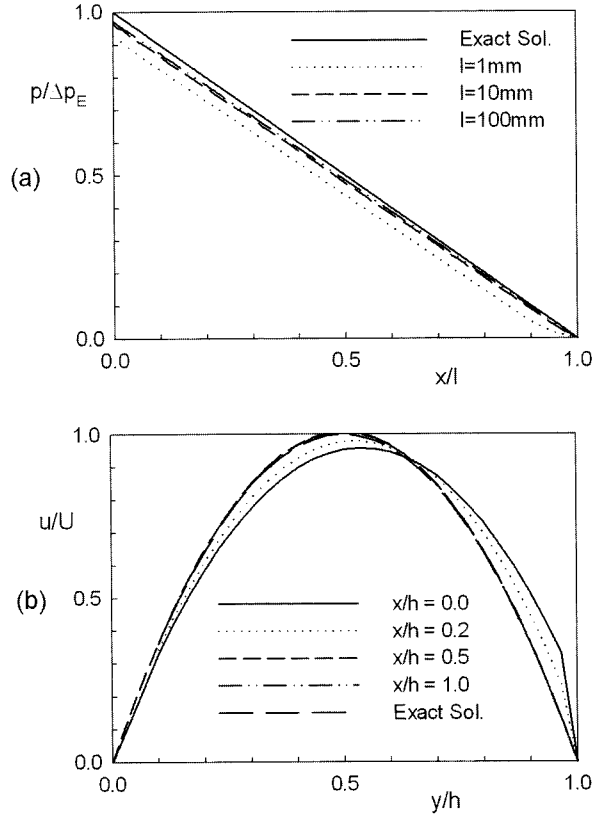 1.0
p/Δp_E
0.5
0.0
(a)
Exact Sol.
l=1mm
l=10mm
l=100mm
0.0 0.5 1.0
x/l
1.0
u/U
0.5
0.0
(b)
x/h = 0.0
x/h = 0.2
x/h = 0.5
x/h = 1.0
Exact Sol.
0.0 0.5 1.0
y/h